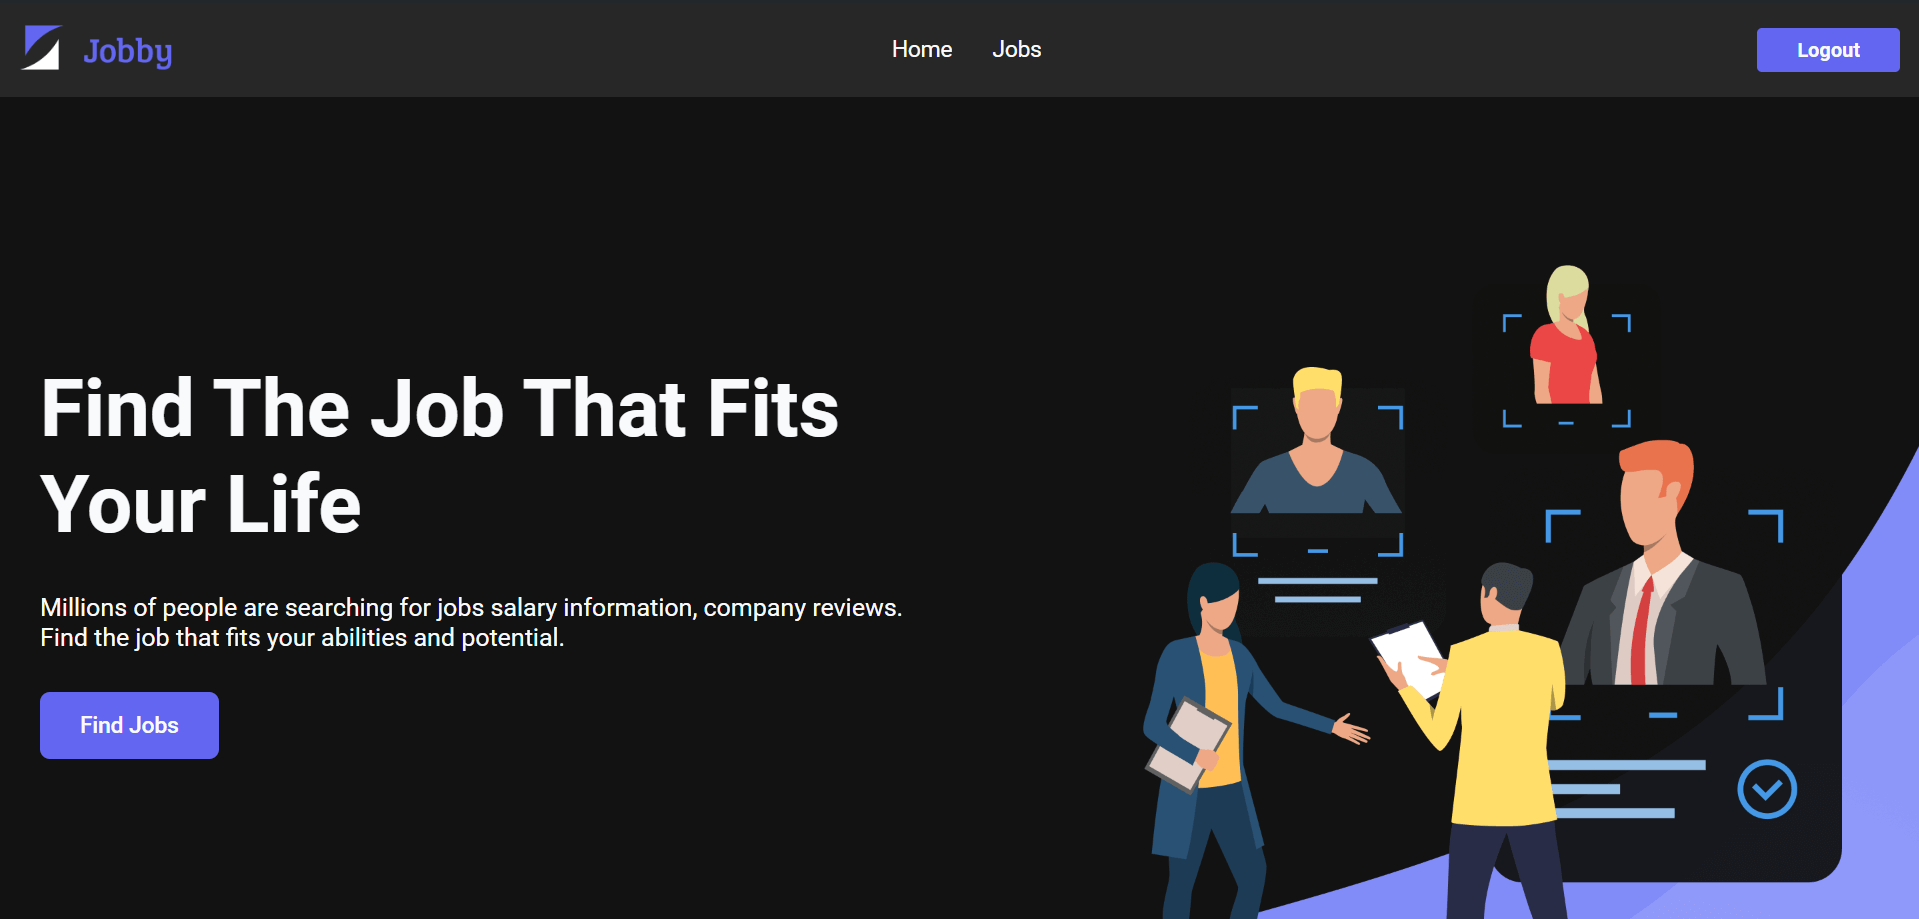 Jobby
Home
Jobs
Logout
Find The Job That Fits
Your Life
Millions of people are searching for jobs salary information, company reviews.
Find the job that fits your abilities and potential.
Find Jobs